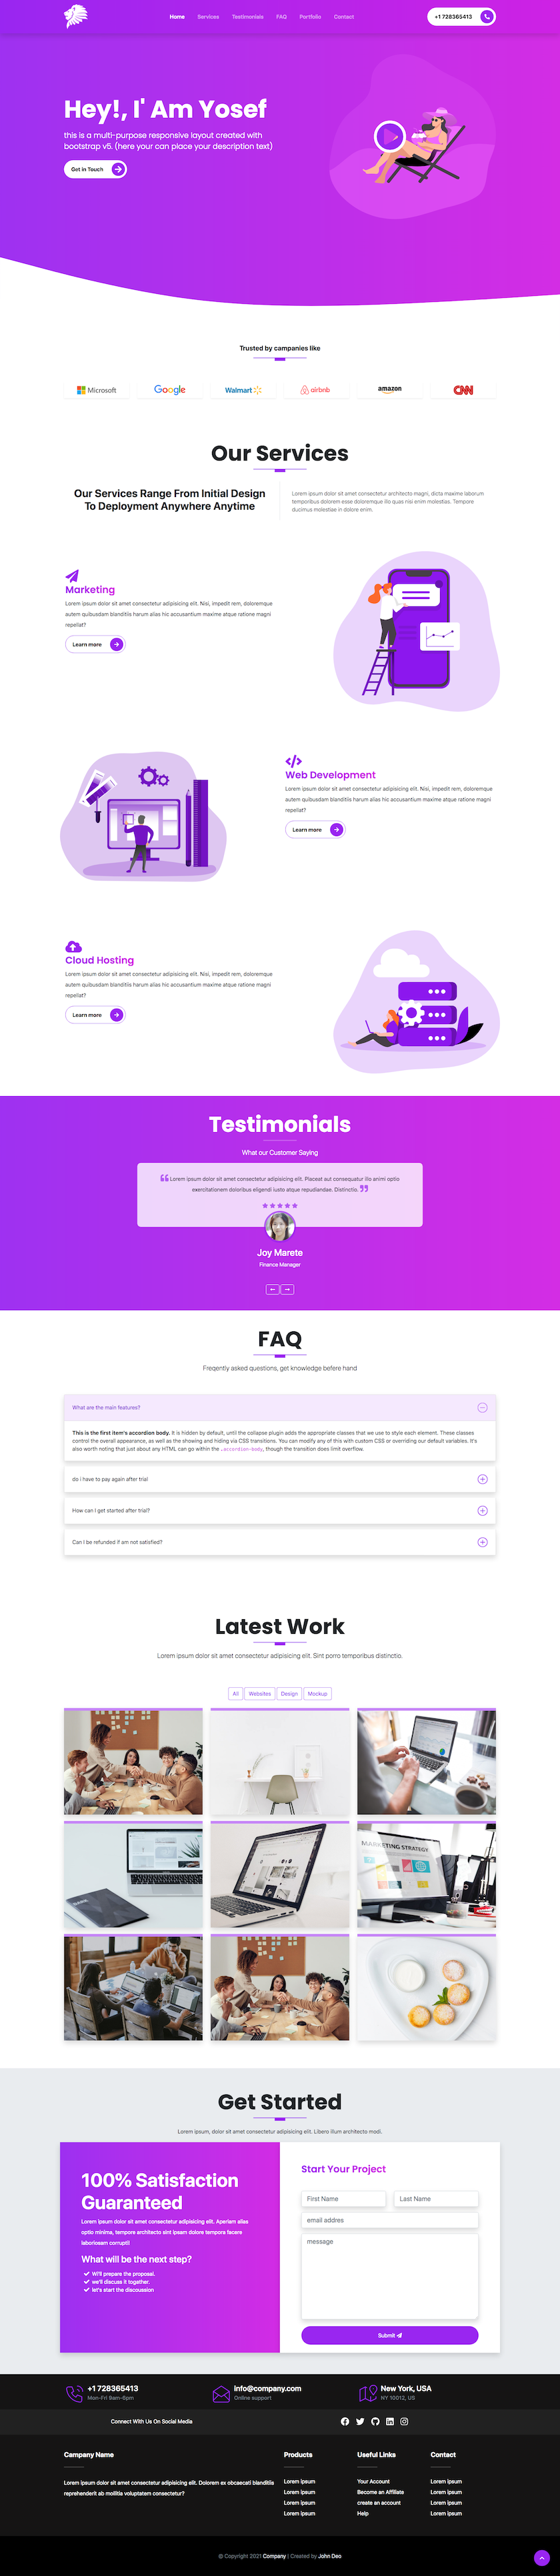 Home Services Testimonials FAQ Portfolio Contact
+1 728365413
Hey!, I' Am Yosef
this is a multi-purpose responsive layout created with
bootstrap v5. (here your can place your description text)
Get in Touch
Trusted by campanies like
Microsoft Google Walmart airbnb amazon CNN
Our Services
Our Services Range From Initial Design
To Deployment Anywhere Anytime
Lorem ipsum dolor sit amet consectetur architecto magni, dicta maxime laborum
temporibus dolorem esse doloremque illo quas nisi enim molestias. Tempore
ducimus molestiae in dolore enim.
Marketing
Lorem ipsum dolor sit amet consectetur adipisicing elit. Nisi, impedit rem, doloremque
autem quibusdam blanditiis harum alias hic accusantium maxime atque ratione magni
repellat?
Learn more
Web Development
Lorem ipsum dolor sit amet consectetur adipisicing elit. Nisi, impedit rem, doloremque
autem quibusdam blanditiis harum alias hic accusantium maxime atque ratione magni
repellat?
Learn more
Cloud Hosting
Lorem ipsum dolor sit amet consectetur adipisicing elit. Nisi, impedit rem, doloremque
autem quibusdam blanditiis harum alias hic accusantium maxime atque ratione magni
repellat?
Learn more
Testimonials
What our Customer Saying
Lorem ipsum dolor sit amet consectetur adipisicing elit. Placeat aut consequatur illo animi optio
exercitationem doloribus eligendi iusto atque repudiandae. Distinctio.
Joy Marete
Finance Manager
FAQ
Freqently asked questions, get knowledge befere hand
What are the main features?
This is the first item's accordion body. It is hidden by default, until the collapse plugin adds the appropriate classes that we use to style each element. These classes
control the overall appearance, as well as the showing and hiding via CSS transitions. You can modify any of this with custom CSS or overriding our default variables. It's
also worth noting that just about any HTML can go within the .accordion-body, though the transition does limit overflow.
do i have to pay again after trial
How can I get started after trial?
Can I be refunded if am not satisfied?
Latest Work
Lorem ipsum dolor sit amet consectetur adipisicing elit. Sint porro temporibus distinctio.
All Websites Design Mockup
MARKETING STRATEGY
Get Started
Lorem ipsum, dolor sit amet consectetur adipisicing elit. Libero illum architecto modi.
100% Satisfaction
Guaranteed
Lorem ipsum dolor sit amet consectetur adipisicing elit. Aperiam alias
optio minima, tempore architecto sint ipsam dolore tempora facere
laboriosam corrupti!
What will be the next step?
Wi'll prepare the proposal.
we'll discuss it together.
let's start the discoussion
Start Your Project
First Name Last Name
email addres
message
Submit
+1 728365413
Mon-Fri 8am-6pm
Info@company.com
Online support
New York, USA
NY 10012, US
Connect With Us On Social Media
Campany Name
Lorem ipsum dolor sit amet consectetur adipisicing elit. Dolorem ex obcaecati blanditiis
reprehenderit ab mollitia voluptatem consectetur?
Products
Lorem ipsum
Lorem ipsum
Lorem ipsum
Lorem ipsum
Useful Links
Your Account
Become an Affiliate
create an account
Help
Contact
Lorem ipsum
Lorem ipsum
Lorem ipsum
Lorem ipsum
© Copyright 2021 Company | Created by John Deo